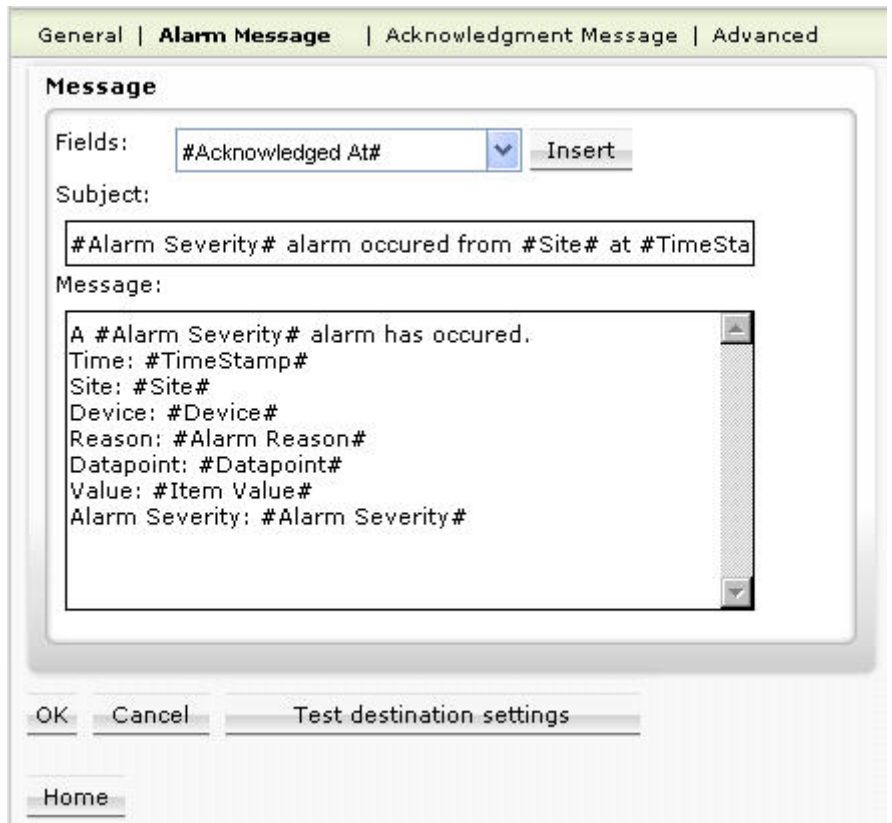 General | Alarm Message | Acknowledgment Message | Advanced
Message
Fields: #Acknowledged At# Insert
Subject:
#Alarm Severity# alarm occured from #Site# at #TimeSta
Message:
A #Alarm Severity# alarm has occured.
Time: #TimeStamp#
Site: #Site#
Device: #Device#
Reason: #Alarm Reason#
Datapoint: #Datapoint#
Value: #Item Value#
Alarm Severity: #Alarm Severity#
OK Cancel Test destination settings
Home